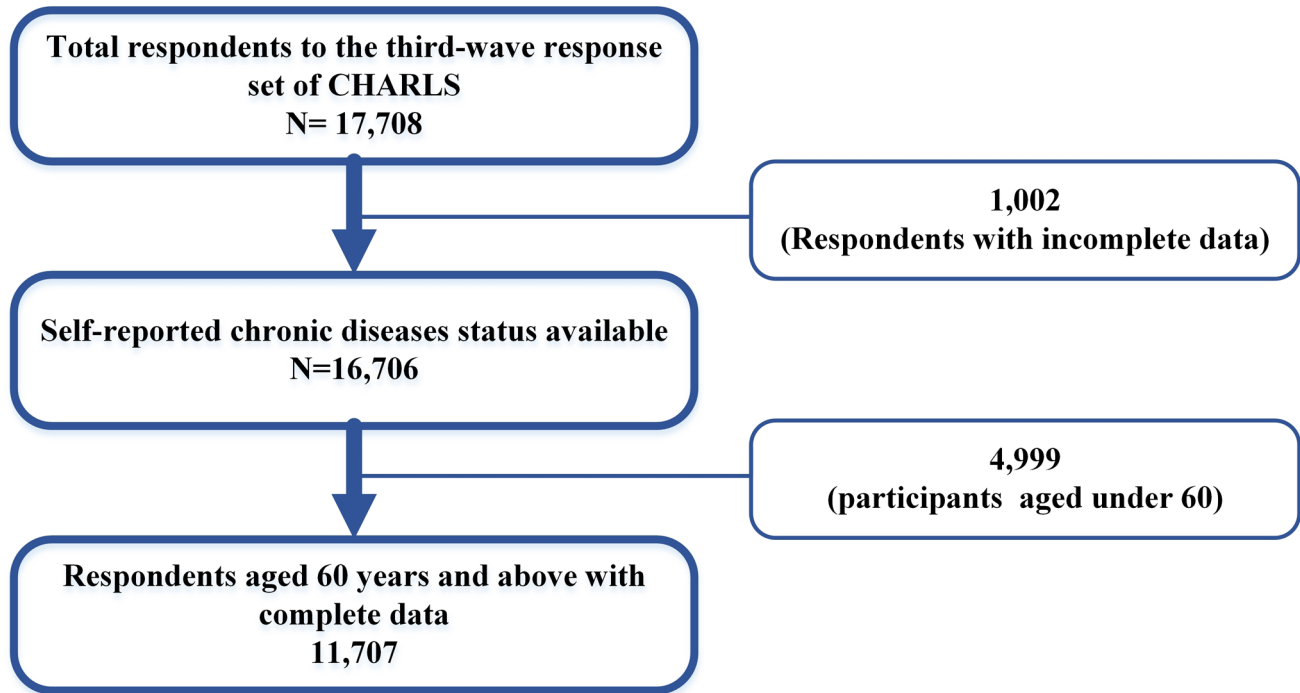 Total respondents to the third-wave response
set of CHARLS
N= 17,708
1,002
(Respondents with incomplete data)
Self-reported chronic diseases status available
N=16,706
4,999
(participants  aged under 60)
Respondents aged 60 years and above with
complete data
11,707